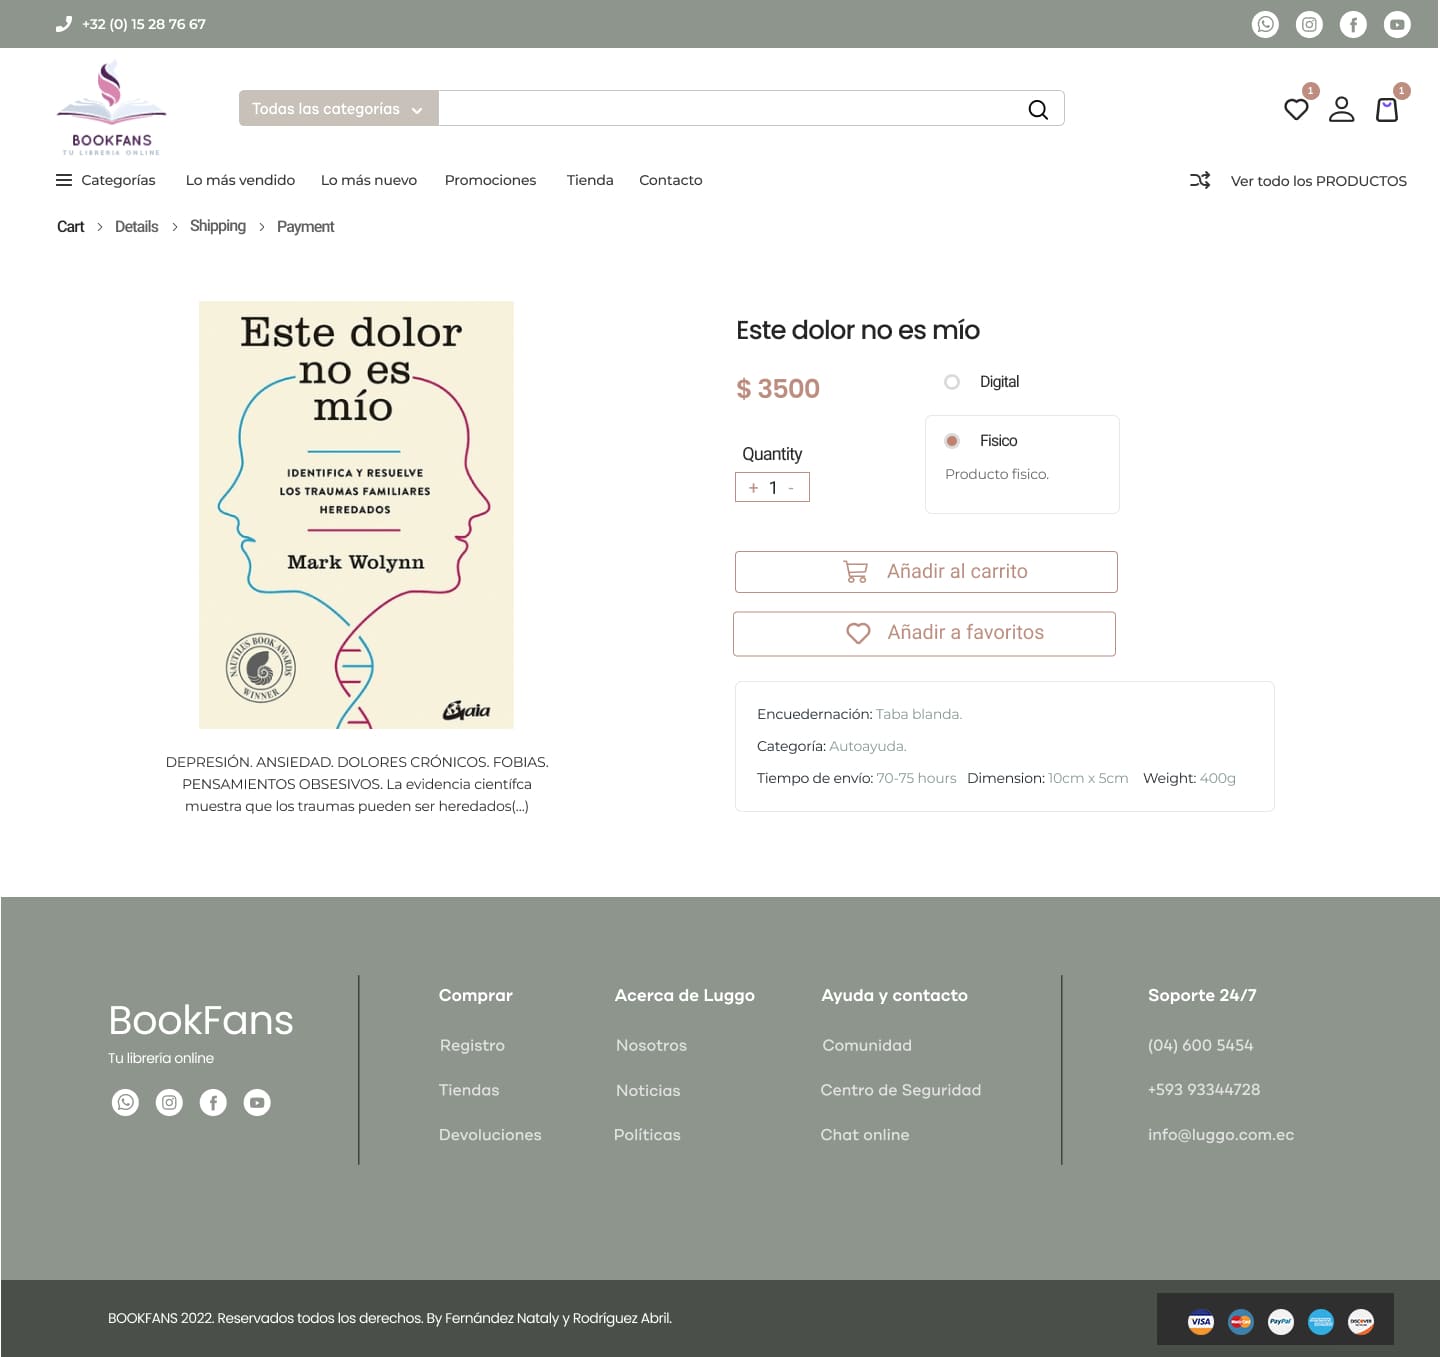 +32 (0) 15 28 76 67
BOOKFANS
TU LIBRERIA ONLINE
Todas las categorías
1
1
Categorías Lo más vendido Lo más nuevo Promociones Tienda Contacto
Ver todo los PRODUCTOS
Cart > Details > Shipping > Payment
Este dolor
no es
mío
IDENTIFICA Y RESUELVE
LOS TRAUMAS FAMILIARES
HEREDADOS
Mark Wolynn
NAUTILUS BOOK AWARDS
WINNER
Gaia
DEPRESIÓN. ANSIEDAD. DOLORES CRÓNICOS. FOBIAS.
PENSAMIENTOS OBSESIVOS. La evidencia científca
muestra que los traumas pueden ser heredados(...)
Este dolor no es mío
$ 3500
Digital
Fisico
Producto fisico.
Quantity
+ 1 -
Añadir al carrito
Añadir a favoritos
Encuedernación: Taba blanda.
Categoría: Autoayuda.
Tiempo de envío: 70-75 hours Dimension: 10cm x 5cm Weight: 400g
BookFans
Tu libreria online
Comprar
Registro
Tiendas
Devoluciones
Acerca de Luggo
Nosotros
Noticias
Políticas
Ayuda y contacto
Comunidad
Centro de Seguridad
Chat online
Soporte 24/7
(04) 600 5454
+593 93344728
info@luggo.com.ec
BOOKFANS 2022. Reservados todos los derechos. By Fernández Nataly y Rodríguez Abril.
VISA
MasterCard
PayPal
DISCOVER